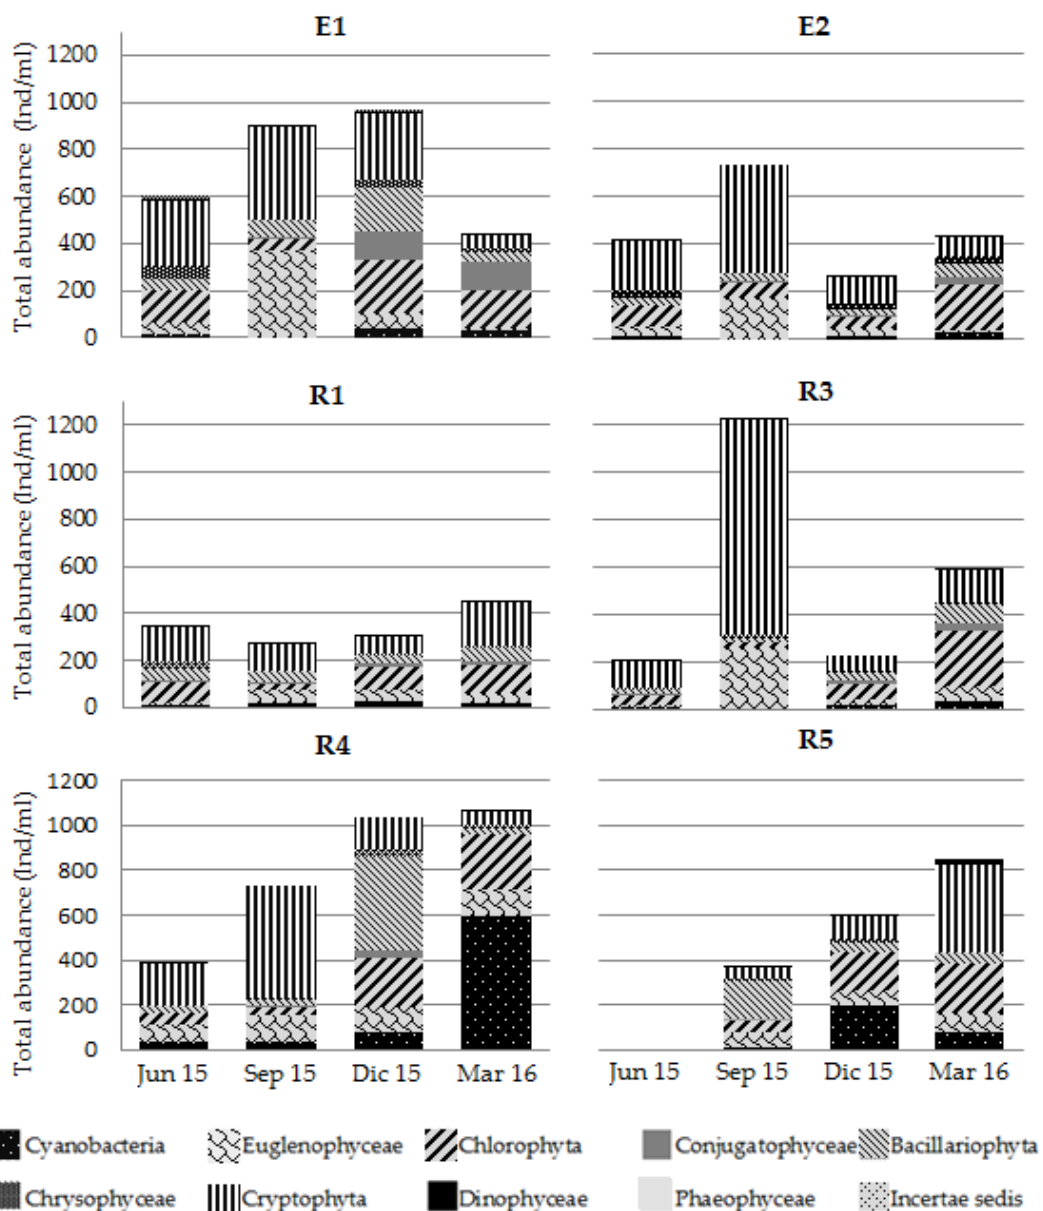 E1 E2
Total abundance (Ind/ml)
1200
1000
800
600
400
200
0
R1 R3
Total abundance (Ind/ml)
1200
1000
800
600
400
200
0
R4 R5
Total abundance (Ind/ml)
1200
1000
800
600
400
200
0
Jun 15 Sep 15 Dic 15 Mar 16 Jun 15 Sep 15 Dic 15 Mar 16
Cyanobacteria Euglenophyceae Chlorophyta Conjugatophyceae Bacillariophyta
Chrysophyceae Cryptophyta Dinophyceae Phaeophyceae Incertae sedis